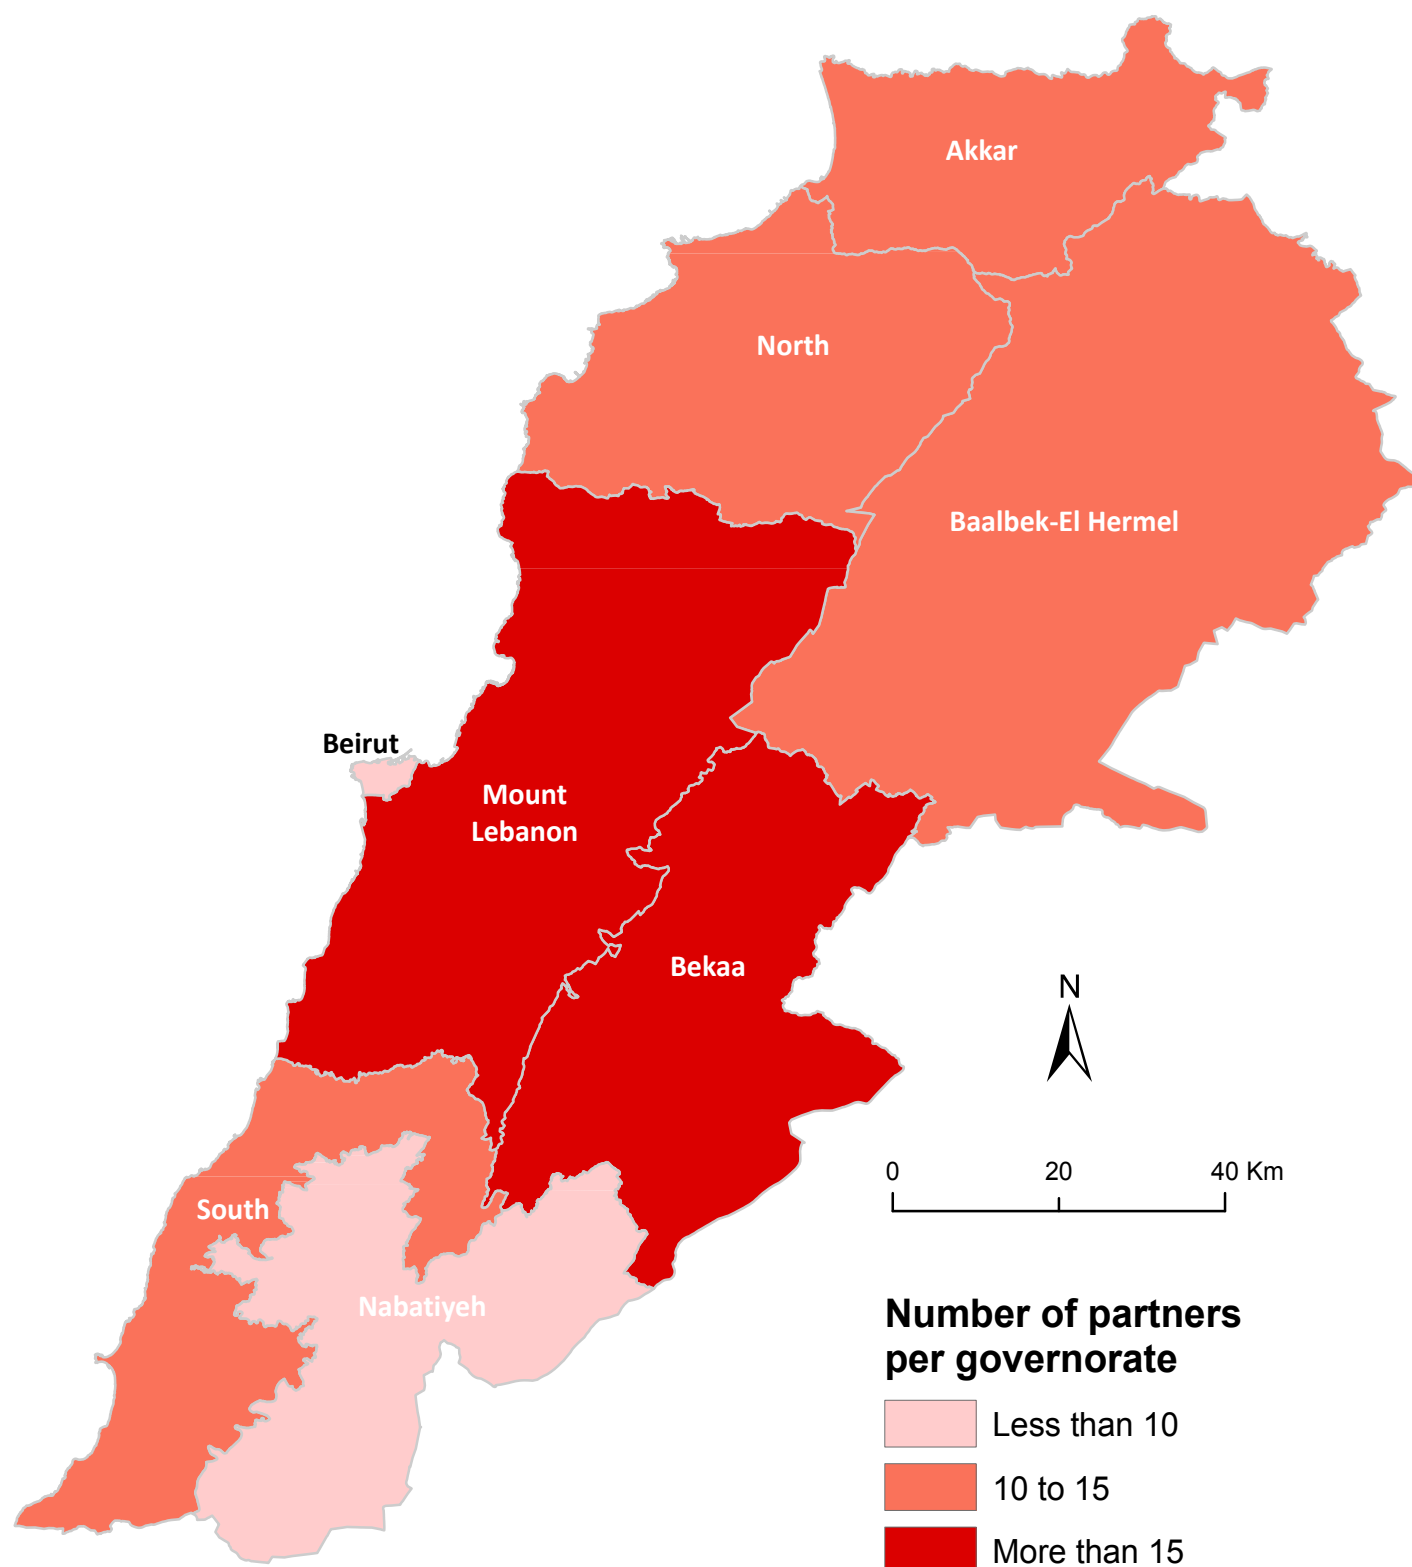 Akkar
North
Baalbek-El Hermel
Beirut
Mount
Lebanon
Bekaa
N
0 20 40 Km
South
Nabatiyeh
Number of partners
per governorate
Less than 10
10 to 15
More than 15